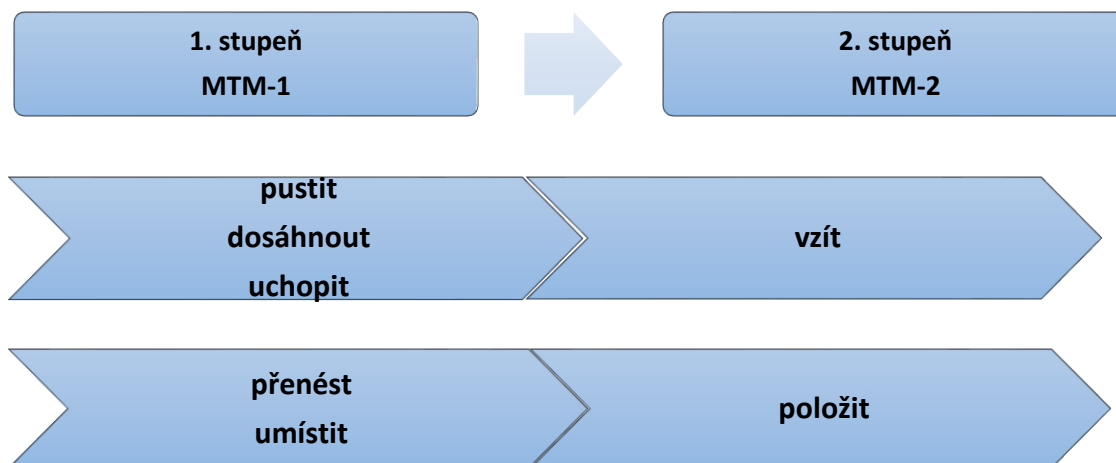 1. stupeň
MTM-1
2. stupeň
MTM-2
pustit
dosáhnout
uchopit
vzít
přenést
umístit
položit